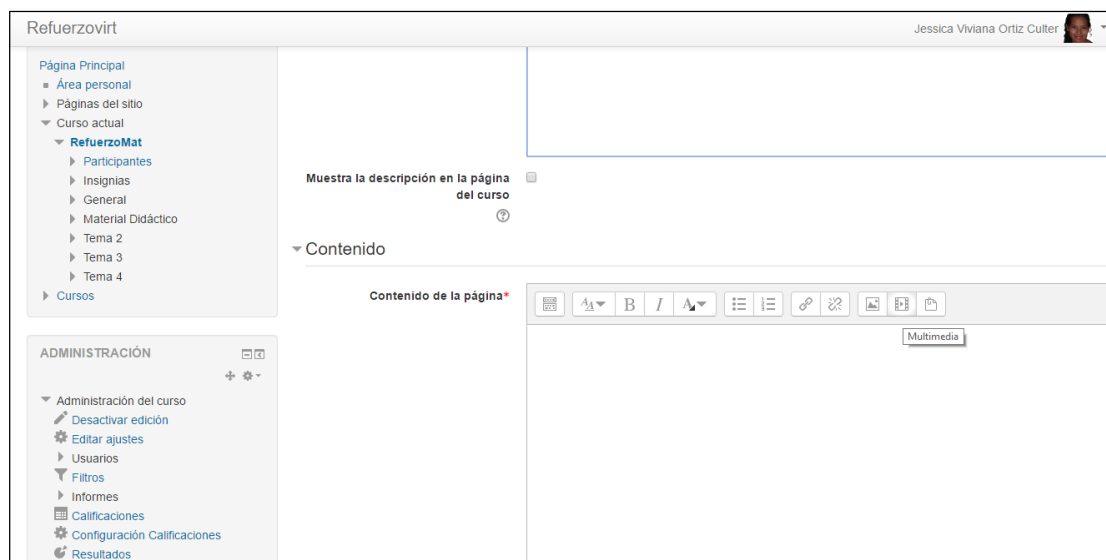 Refuerzovirt
Jessica Viviana Ortiz Culter
Página Principal
Área personal
Páginas del sitio
Curso actual
RefuerzoMat
Participantes
Insignias
General
Material Didáctico
Tema 2
Tema 3
Tema 4
Cursos
ADMINISTRACIÓN
Administración del curso
Desactivar edición
Editar ajustes
Usuarios
Filtros
Informes
Calificaciones
Configuración Calificaciones
Resultados
Muestra la descripción en la página
del curso
Contenido
Contenido de la página*
B I
Multimedia